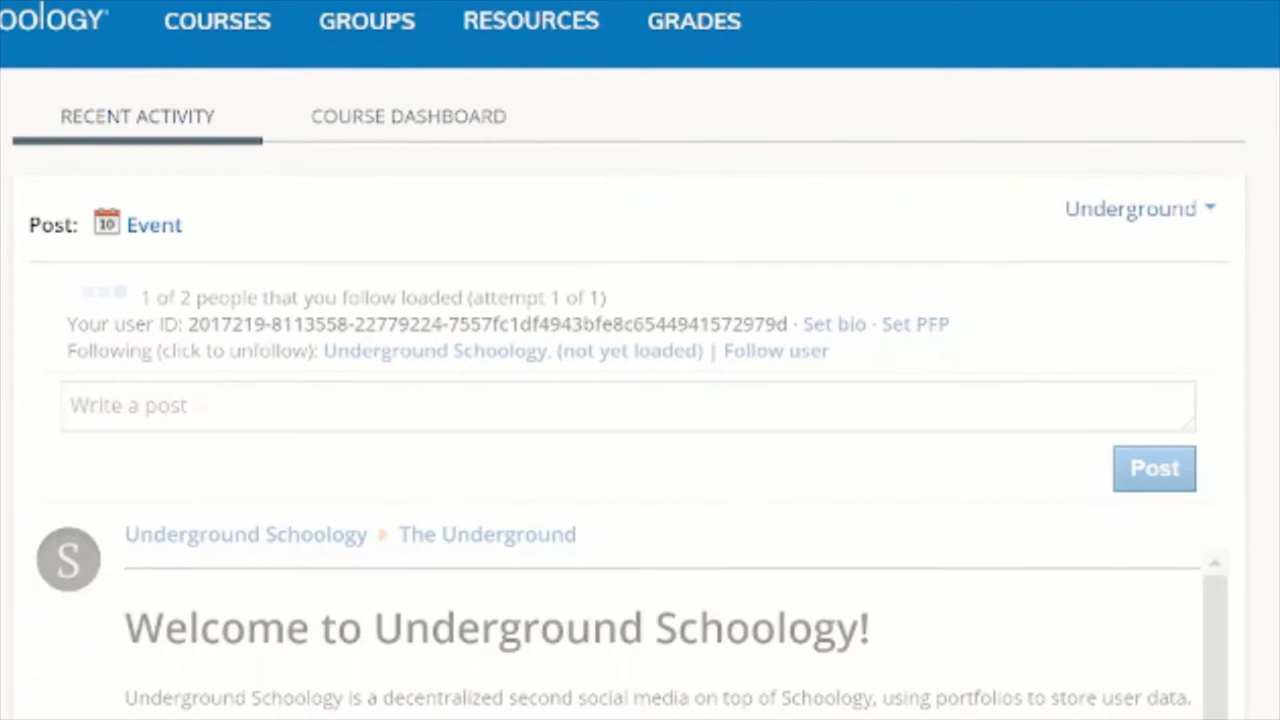 oology COURSES GROUPS RESOURCES GRADES
RECENT ACTIVITY COURSE DASHBOARD
Underground
Post: 10 Event
1 of 2 people that you follow loaded (attempt 1 of 1)
Your user ID: 2017219-8113558-22779224-7557fc1df4943bfe8c6544941572979d · Set bio · Set PFP
Following (click to unfollow): Underground Schoology, (not yet loaded) | Follow user
Write a post
Post
S Underground Schoology The Underground
Welcome to Underground Schoology!
Underground Schoology is a decentralized second social media on top of Schoology, using portfolios to store user data.